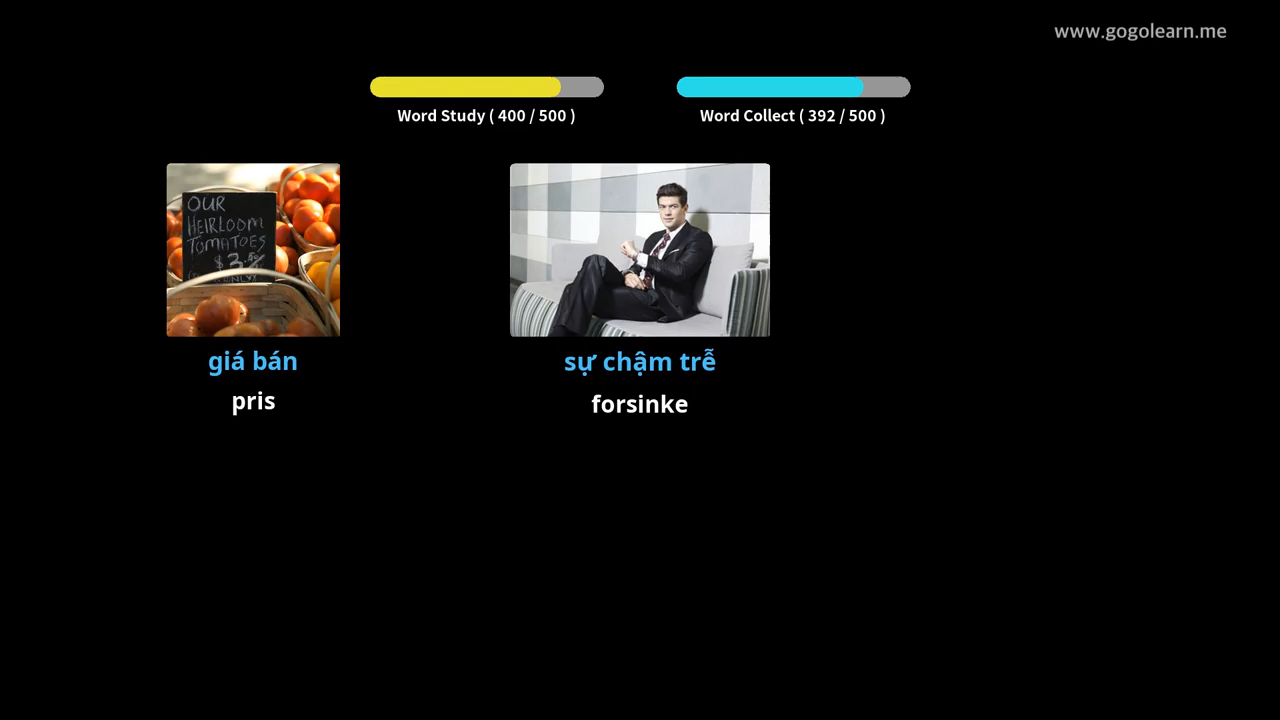 www.gogolearn.me
Word Study ( 400 / 500 )
Word Collect ( 392 / 500 )
OUR
HEIRLOOM
TOMATOES
giá bán
pris
sự chậm trễ
forsinke